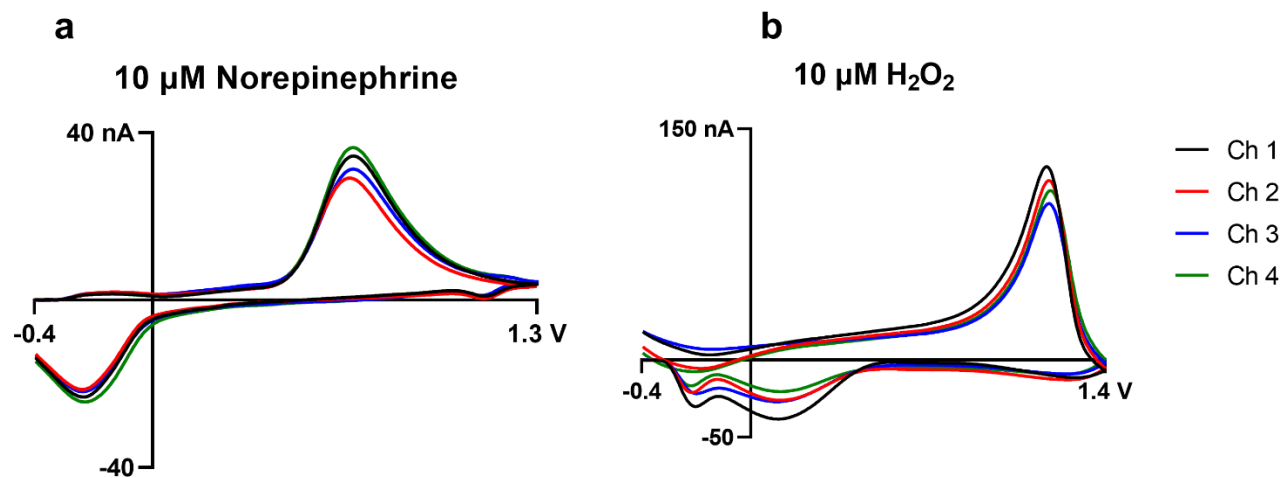 a
10 µM Norepinephrine
40 nA
-0.4
1.3 V
-40
b
10 µM H₂O₂
150 nA
-0.4
1.4 V
-50
Ch 1
Ch 2
Ch 3
Ch 4